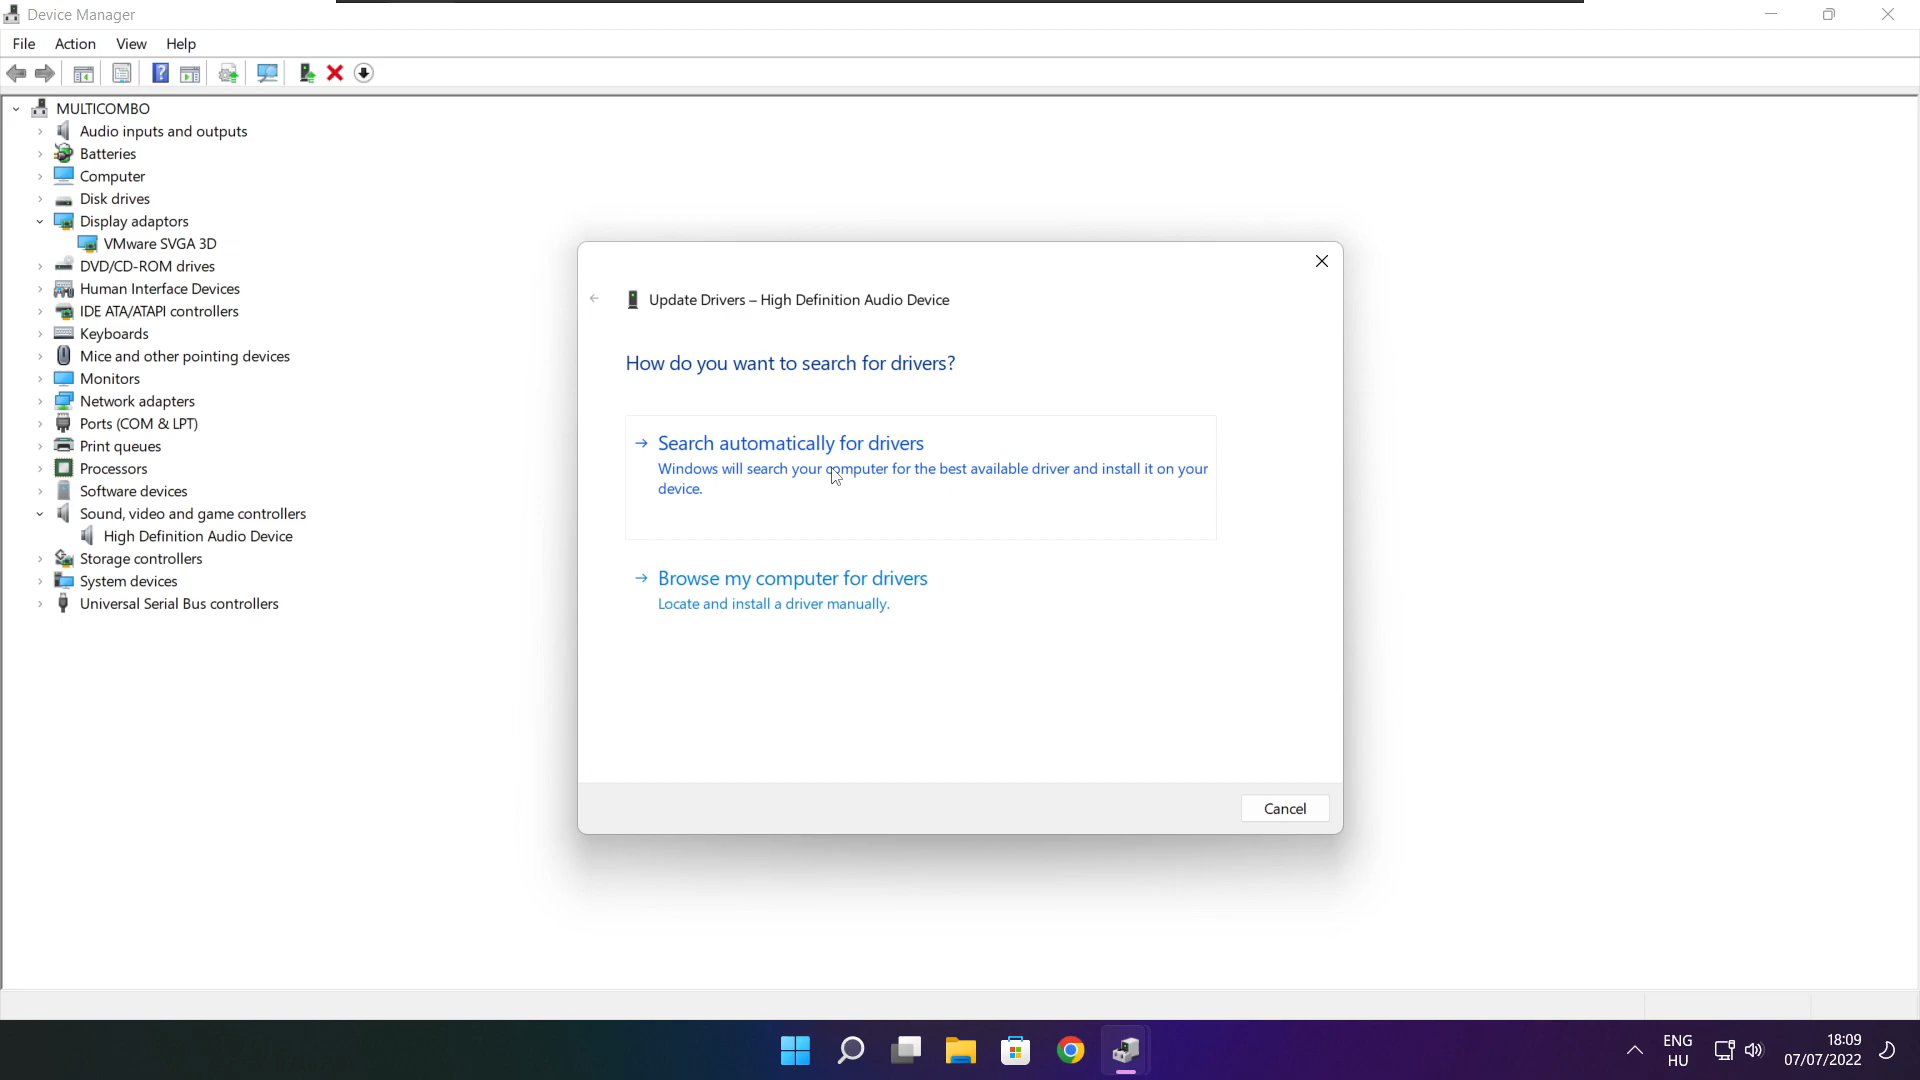 Device Manager
File Action View Help
MULTICOMBO
Audio inputs and outputs
Batteries
Computer
Disk drives
Display adaptors
VMware SVGA 3D
DVD/CD-ROM drives
Human Interface Devices
IDE ATA/ATAPI controllers
Keyboards
Mice and other pointing devices
Monitors
Network adapters
Ports (COM & LPT)
Print queues
Processors
Software devices
Sound, video and game controllers
High Definition Audio Device
Storage controllers
System devices
Universal Serial Bus controllers
Update Drivers – High Definition Audio Device
How do you want to search for drivers?
Search automatically for drivers
Windows will search your computer for the best available driver and install it on your
device.
Browse my computer for drivers
Locate and install a driver manually.
Cancel
ENG
HU
18:09
07/07/2022